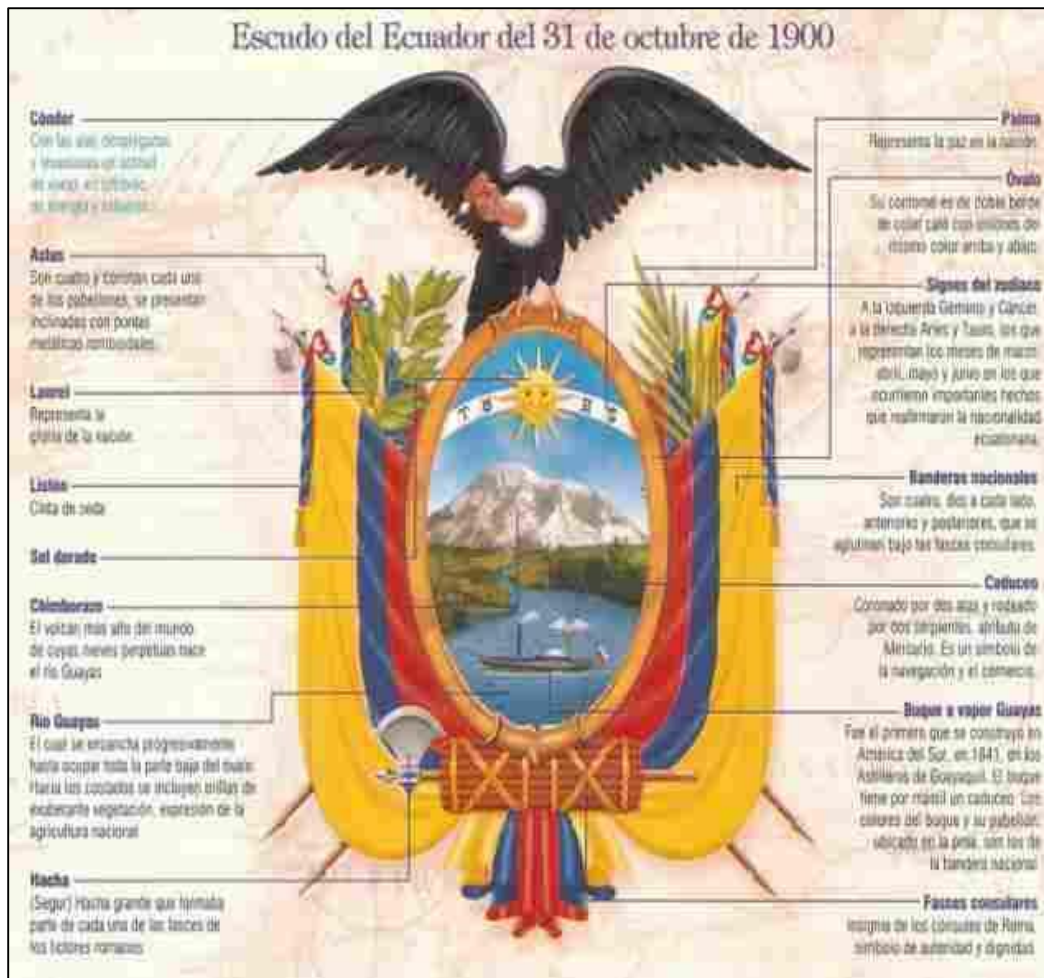 Escudo del Ecuador del 31 de octubre de 1900
Cóndor
Con las alas desplegadas
de energía y
Astas
Son cuatro y constan cada una
de los pabellones, se presentan
inclinadas con puntas
metálicas romboidales.
Laurel
Representa la
gloria de la nación.
Listón
Cinta de seda
Sol dorado
Chimborazo
El volcán más alto del mundo
de cuyas nieves perpetuas nace
el río Guayas
Río Guayas
El cual se ensancha progresivamente
hasta ocupar toda la parte baja del óvalo.
Hacia los costados se incluyen orillas de
exuberante vegetación, expresión de la
agricultura nacional
Hacha
(Segur) Hacha grande que formaba
parte de cada una de las fasces de
los lictores romanos
Palma
Representa la paz en la nación.
Óvalo
Su contorno es de doble borde
de color café con uniones del
mismo color arriba y abajo.
Signos del zodiaco
A la izquierda Géminis y Cáncer,
a la derecha Aries y Tauro, los que
representan los meses de marzo,
abril, mayo y junio en los que
ocurrieron importantes hechos
que reafirmaron la nacionalidad
ecuatoriana.
Banderas nacionales
Son cuatro, dos a cada lado,
anteriores y posteriores, que se
aglutinan bajo las fasces consulares.
Caduceo
Coronado por dos alas y rodeado
por dos serpientes, atributo de
Mercurio. Es un símbolo de
la navegación y el comercio.
Buque a vapor Guayas
Fue el primero que se construyó en
América del Sur, en 1841, en los
Astilleros de Guayaquil. El buque
tiene por mástil un caduceo. Los
colores del buque y su pabellón,
ubicado en la popa, son los de
la bandera nacional.
Fasces consulares
Insignia de los cónsules de Roma,
símbolo de autoridad y dignidad.